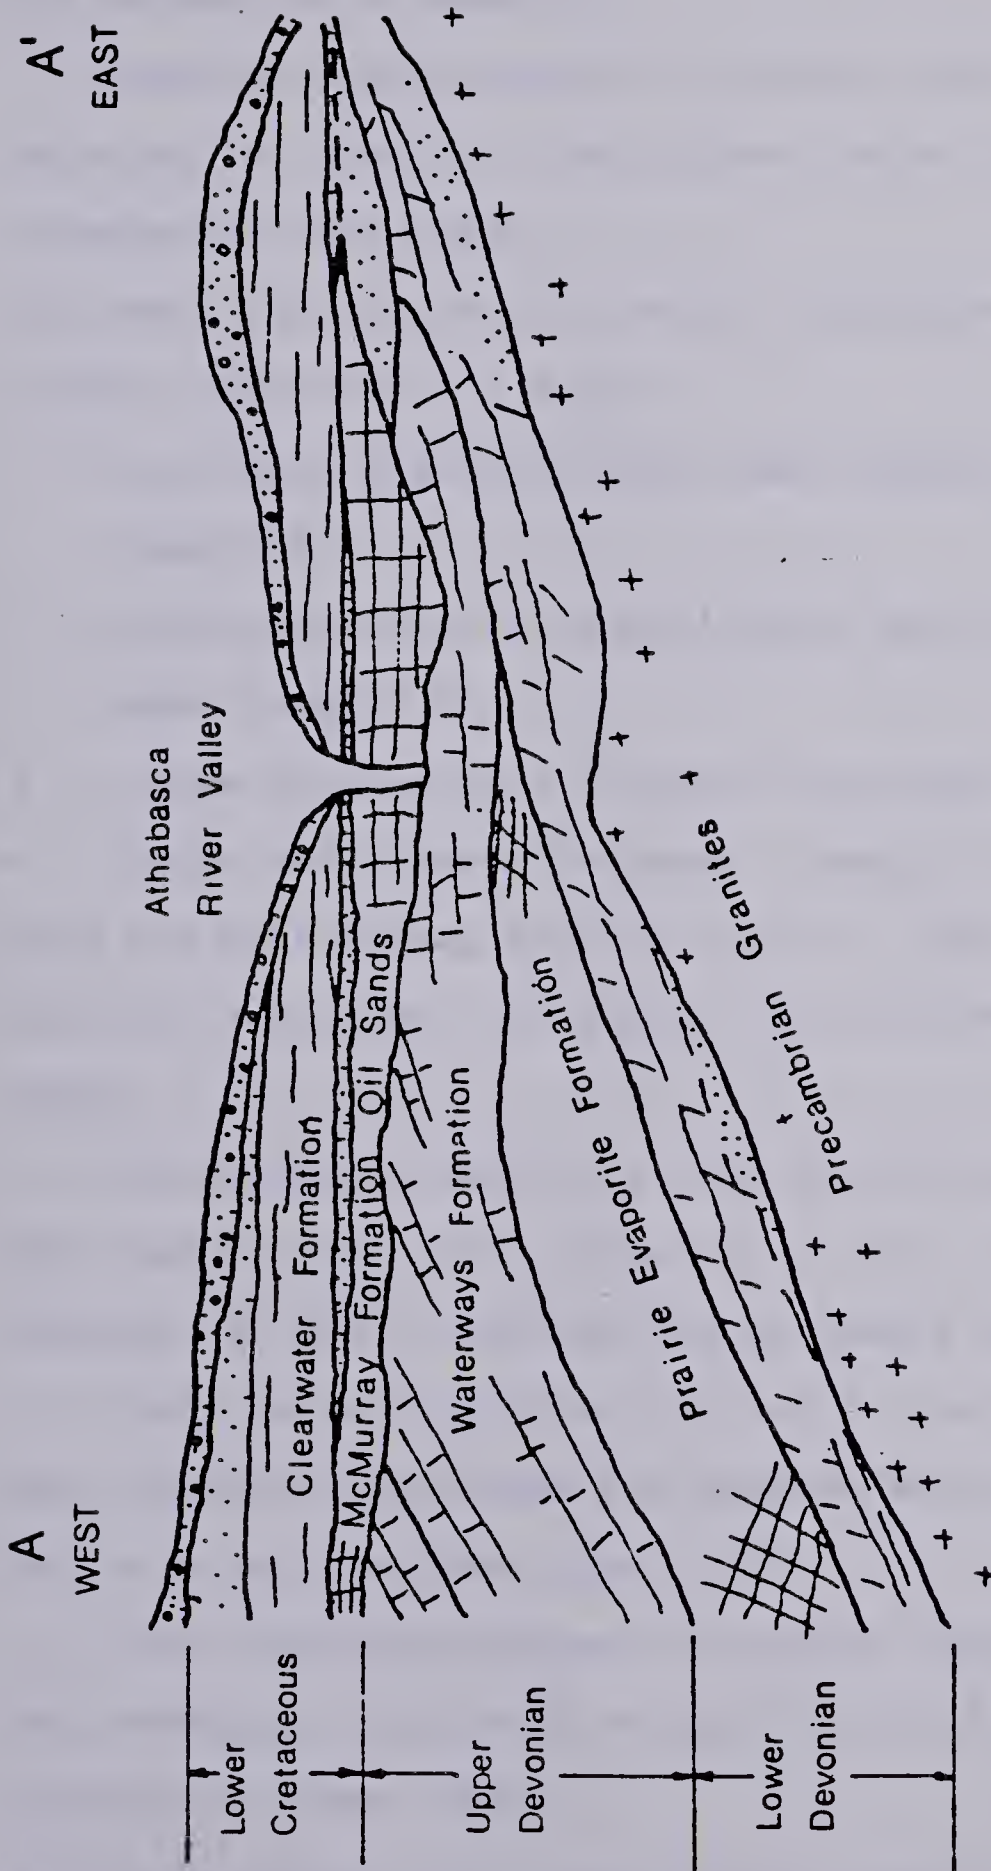 A
WEST
A'
EAST
Athabasca
River Valley
Lower
Cretaceous
Clearwater Formation
McMurray Formation Oil Sands
Upper
Devonian
Waterways Formation
Lower
Devonian
Prairie Evaporite Formation
Precambrian Granites